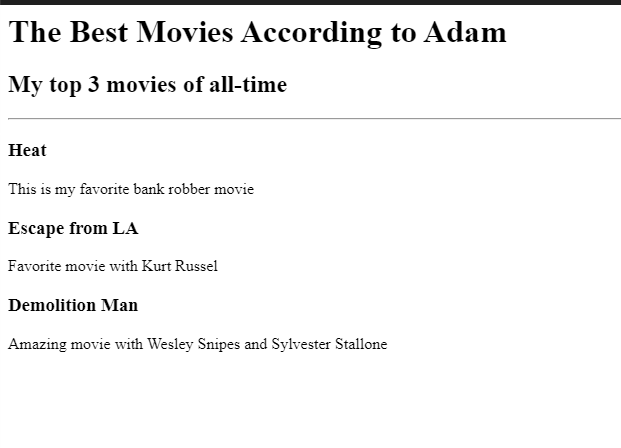 The Best Movies According to Adam
My top 3 movies of all-time
Heat
This is my favorite bank robber movie
Escape from LA
Favorite movie with Kurt Russel
Demolition Man
Amazing movie with Wesley Snipes and Sylvester Stallone